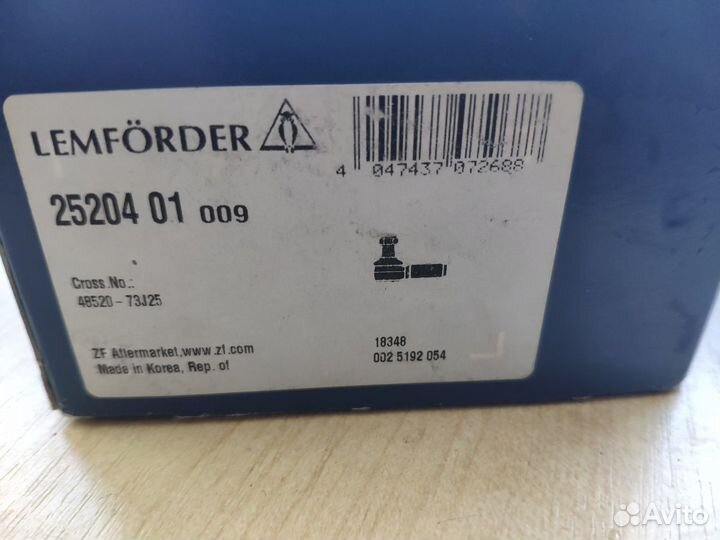 LEMFÖRDER
4 047437 072688
25204 01 009
Cross.No.:
48520-73J25
ZF Aftermarket,www.zf.com
Made in Korea, Rep. of
18348
002 5192 054
Avito